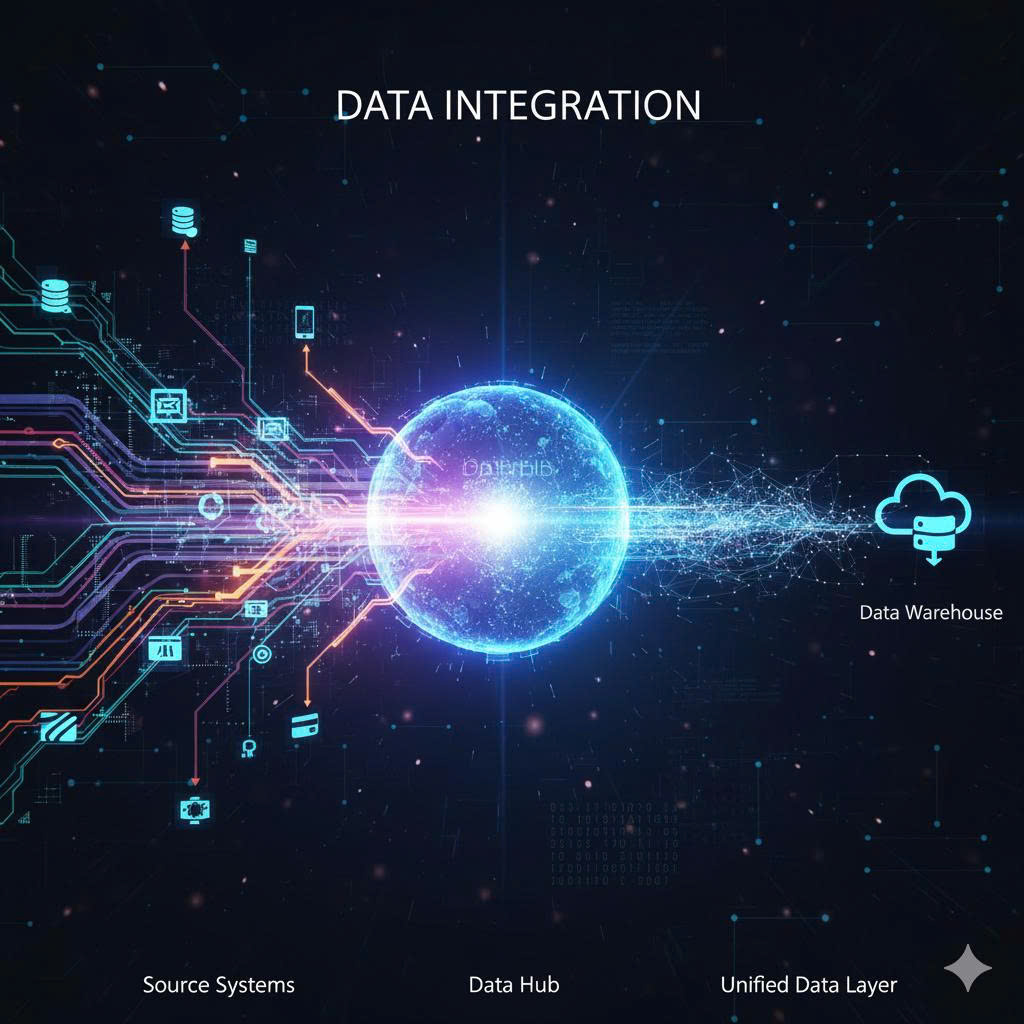 DATA INTEGRATION
Data Warehouse
Source Systems
Data Hub
Unified Data Layer